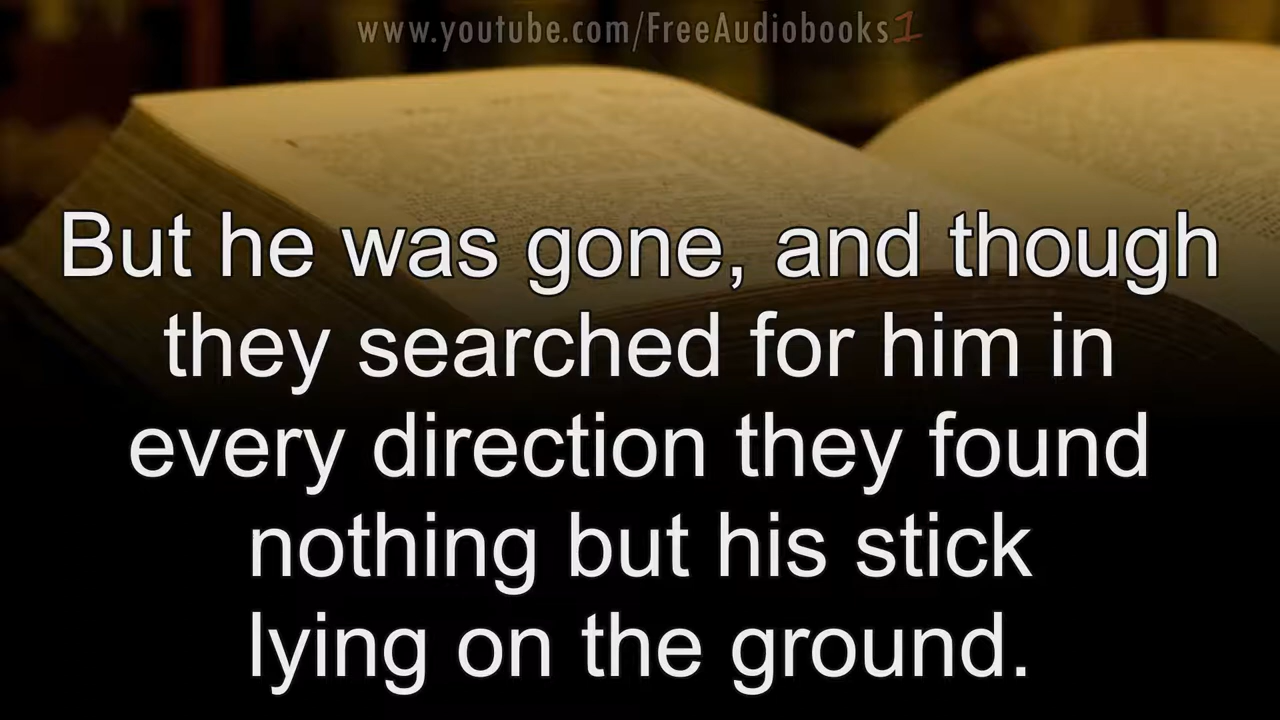 www.youtube.com/FreeAudiobooks1
But he was gone, and though
they searched for him in
every direction they found
nothing but his stick
lying on the ground.